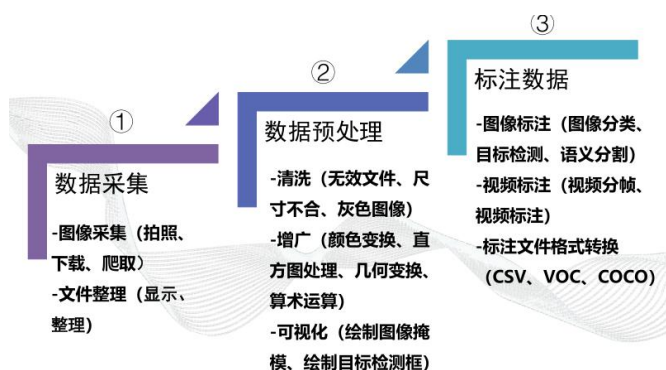 ①
数据采集
-图像采集（拍照、
下载、爬取）
-文件整理（显示、
整理)
②
数据预处理
-清洗（无效文件、尺
寸不合、灰色图像）
-增广（颜色变换、直
方图处理、几何变换、
算术运算）
-可视化（绘制图像掩
模、绘制目标检测框）
③
标注数据
-图像标注（图像分类、
目标检测、语义分割）
-视频标注（视频分帧、
视频标注）
-标注文件格式转换
（CSV、VOC、COCO）